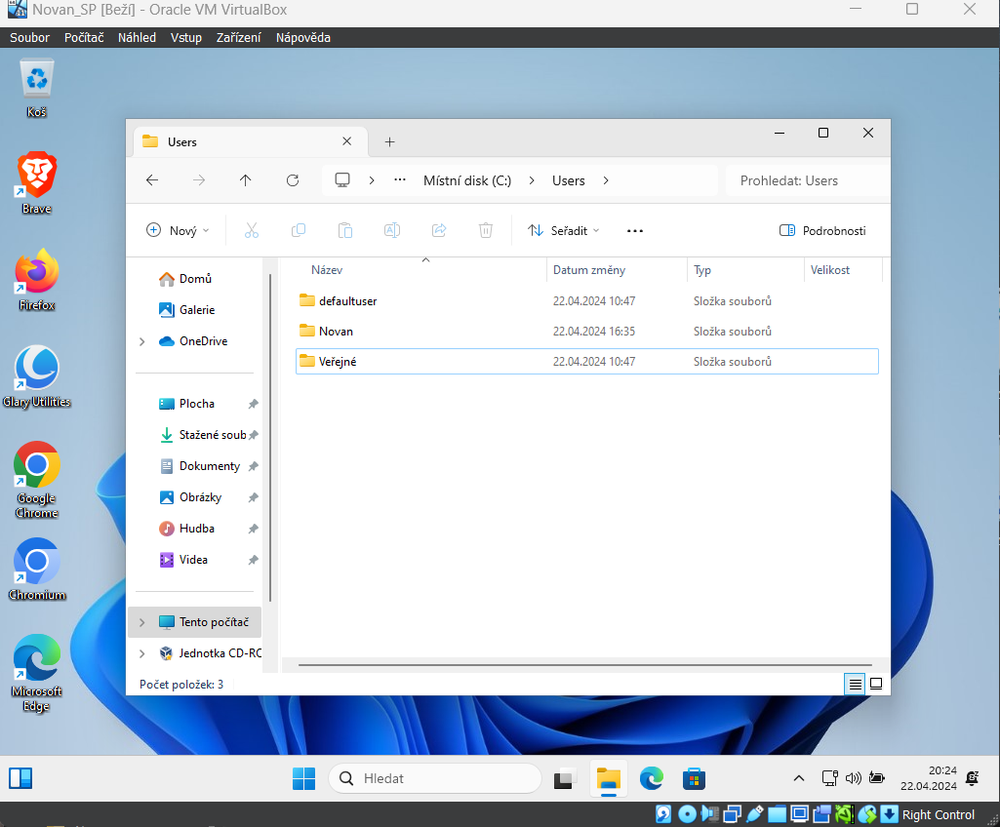 Novan_SP [Beží] - Oracle VM VirtualBox
Soubor Počítač Náhled Vstup Zařízení Nápověda
Koš
Brave
Firefox
Glary Utilities
Google
Chrome
Chromium
Microsoft
Edge
Users
Místní disk (C:) Users
Prohledat: Users
Nový
Seřadit
Podrobnosti
Domů
Galerie
OneDrive
Plocha
Stažené soub
Dokumenty
Obrázky
Hudba
Videa
Tento počítač
Jednotka CD-RO
Název Datum změny Typ Velikost
defaultuser 22.04.2024 10:47 Složka souborů
Novan 22.04.2024 16:35 Složka souborů
Veřejné 22.04.2024 10:47 Složka souborů
Počet položek: 3
Hledat
20:24
22.04.2024
Right Control